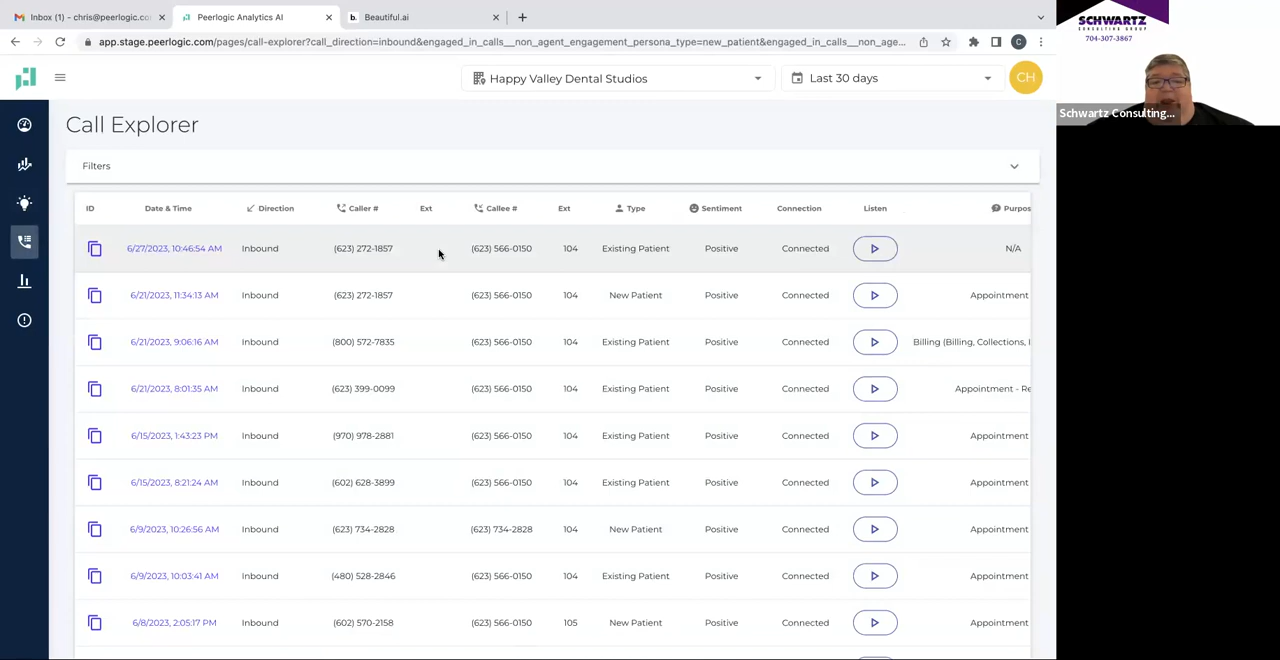 Inbox (1) - chris@peerlogic.co
Peerlogic Analytics AI
b. Beautiful.ai
app.stage.peerlogic.com/pages/call-explorer?call_direction=inbound&engaged_in_calls__non_agent_engagement_persona_type=new_patient&engaged_in_calls__non_age...
C
Happy Valley Dental Studios
Last 30 days
CH
SCHWARTZ
CONSULTING GROUP
704-307-3867
Schwartz Consulting...
Call Explorer
Filters
ID Date & Time Direction Caller # Ext Callee # Ext Type Sentiment Connection Listen Purpos
6/27/2023, 10:46:54 AM Inbound (623) 272-1857 (623) 566-0150 104 Existing Patient Positive Connected N/A
6/21/2023, 11:34:13 AM Inbound (623) 272-1857 (623) 566-0150 104 New Patient Positive Connected Appointment
6/21/2023, 9:06:16 AM Inbound (800) 572-7835 (623) 566-0150 104 Existing Patient Positive Connected Billing (Billing, Collections, I
6/21/2023, 8:01:35 AM Inbound (623) 399-0099 (623) 566-0150 104 Existing Patient Positive Connected Appointment - Re
6/15/2023, 1:43:23 PM Inbound (970) 978-2881 (623) 566-0150 104 Existing Patient Positive Connected Appointment
6/15/2023, 8:21:24 AM Inbound (602) 628-3899 (623) 566-0150 104 Existing Patient Positive Connected Appointment
6/9/2023, 10:26:56 AM Inbound (623) 734-2828 (623) 734-2828 104 New Patient Positive Connected Appointment
6/9/2023, 10:03:41 AM Inbound (480) 528-2846 (623) 566-0150 104 Existing Patient Positive Connected Appointment
6/8/2023, 2:05:17 PM Inbound (602) 570-2158 (623) 566-0150 105 New Patient Positive Connected Appointment